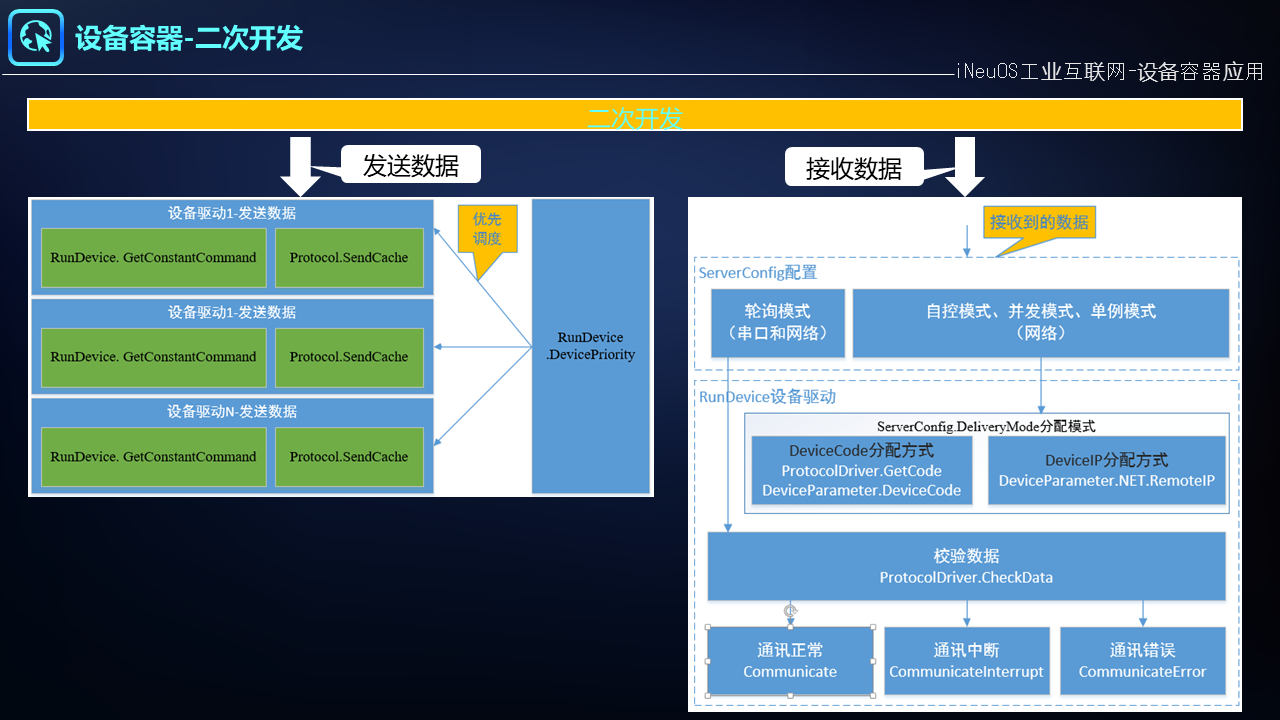 设备容器-二次开发
iNeuOS工业互联网-设备容器应用
二次开发
发送数据
设备驱动1-发送数据
RunDevice. GetConstantCommand
Protocol.SendCache
设备驱动1-发送数据
RunDevice. GetConstantCommand
Protocol.SendCache
设备驱动N-发送数据
RunDevice. GetConstantCommand
Protocol.SendCache
优先
调度
RunDevice
.DevicePriority
接收数据
接收到的数据
ServerConfig配置
轮询模式
（串口和网络）
自控模式、并发模式、单例模式
（网络）
RunDevice设备驱动
ServerConfig.DeliveryMode分配模式
DeviceCode分配方式
ProtocolDriver.GetCode
DeviceParameter.DeviceCode
DeviceIP分配方式
DeviceParameter.NET.RemoteIP
校验数据
ProtocolDriver.CheckData
通讯正常
Communicate
通讯中断
CommunicateInterrupt
通讯错误
CommunicateError